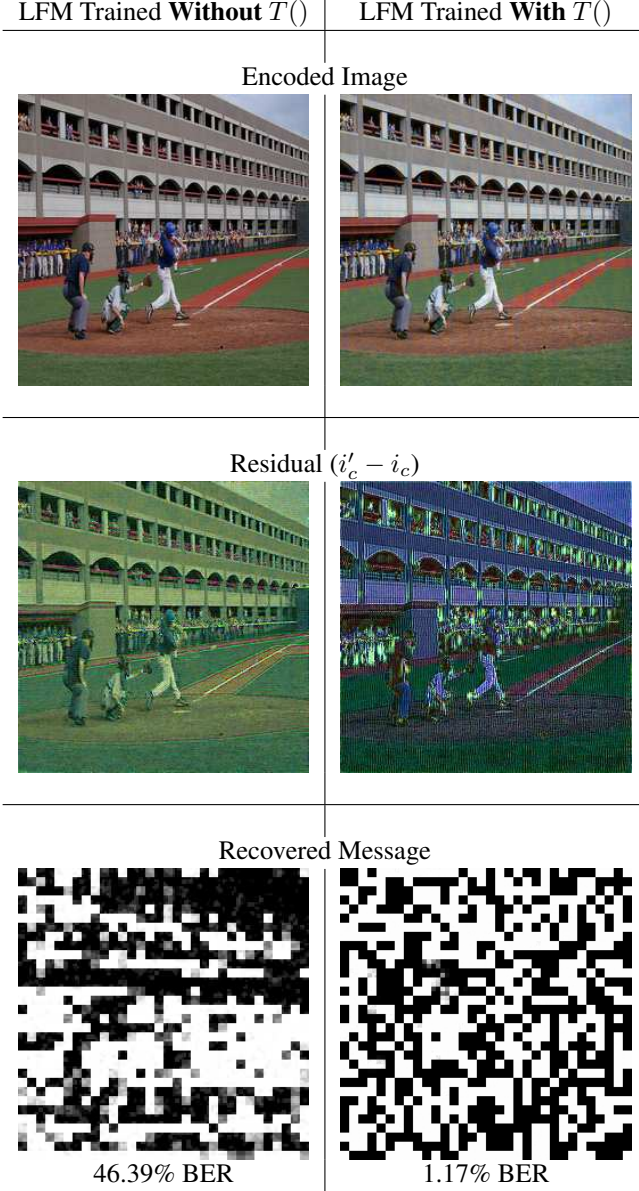 LFM Trained Without T() LFM Trained With T()
Encoded Image
Residual (i′c − ic)
Recovered Message
46.39% BER 1.17% BER